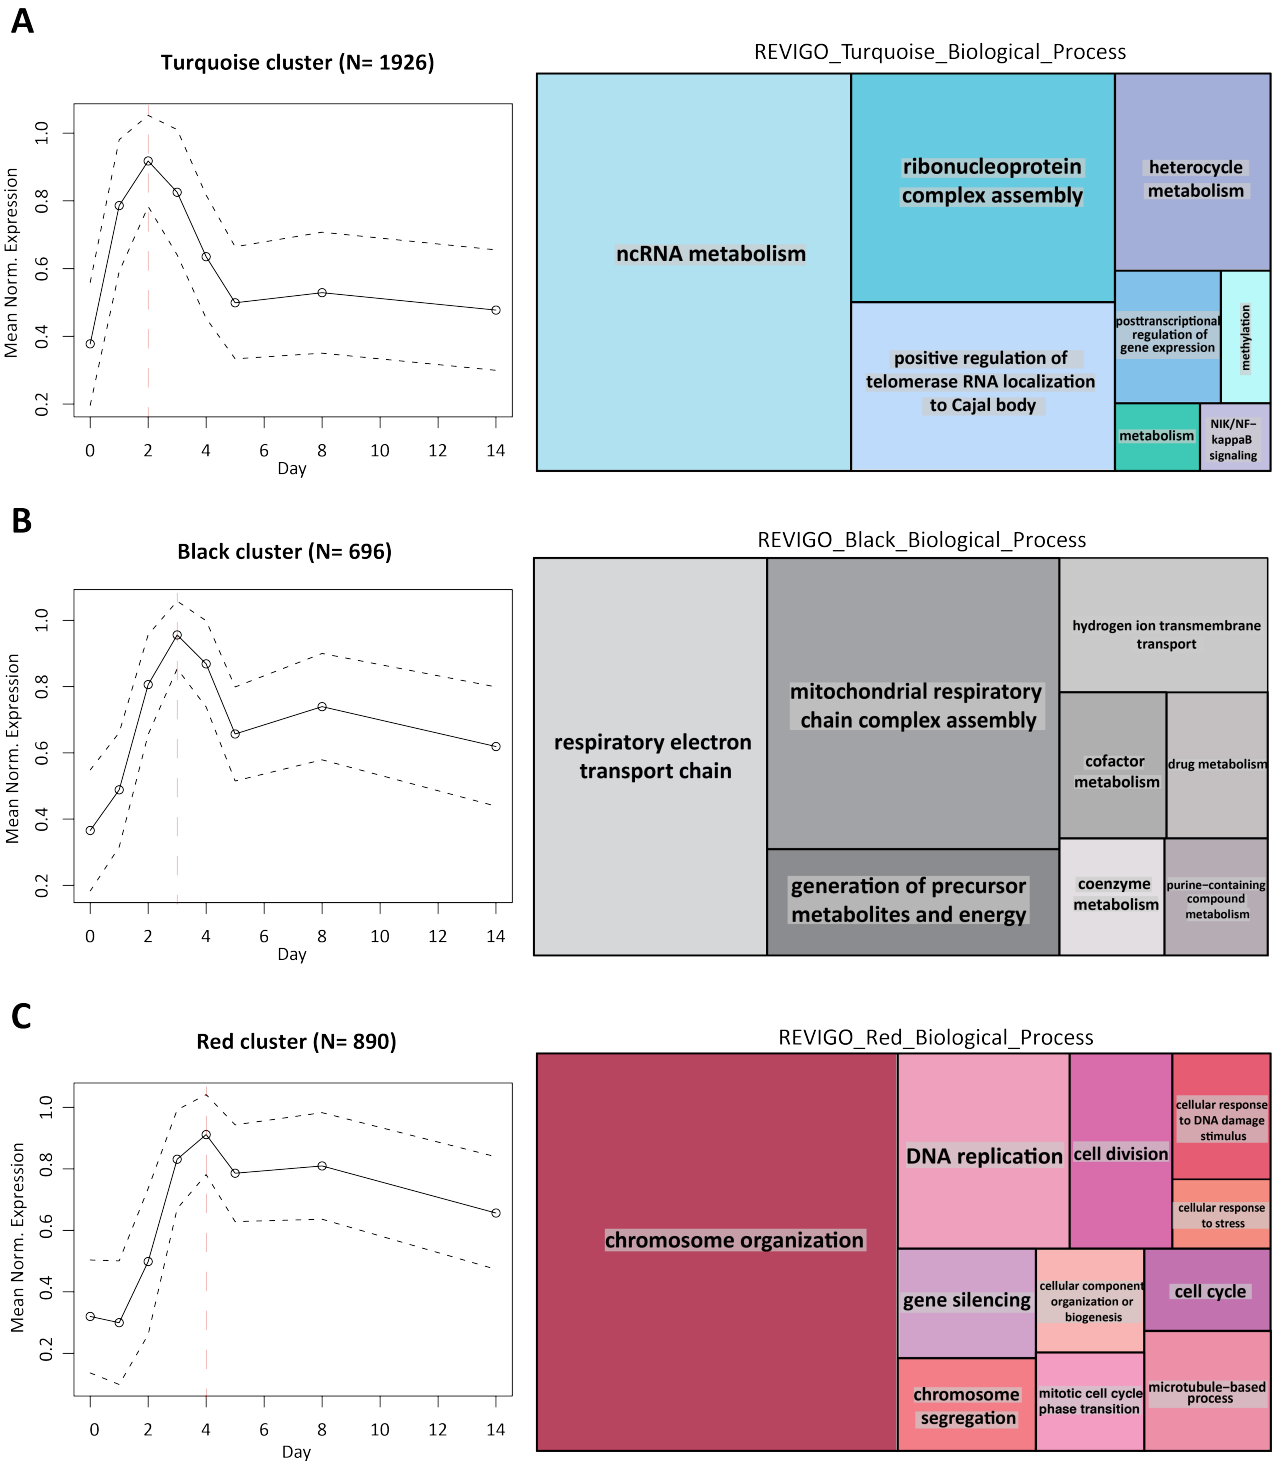 A
Turquoise cluster (N= 1926)
REVIGO_Turquoise_Biological_Process
Mean Norm. Expression
1.0
0.8
0.6
0.4
0.2
0 2 4 6 8 10 12 14
Day
ncRNA metabolism
ribonucleoprotein
complex assembly
positive regulation of
telomerase RNA localization
to Cajal body
heterocycle
metabolism
posttranscriptional
regulation of
gene expression
methylation
metabolism
NIK/NF−
kappaB
signaling
B
Black cluster (N= 696)
REVIGO_Black_Biological_Process
Mean Norm. Expression
1.0
0.8
0.6
0.4
0.2
0 2 4 6 8 10 12 14
Day
respiratory electron
transport chain
mitochondrial respiratory
chain complex assembly
generation of precursor
metabolites and energy
hydrogen ion transmembrane
transport
cofactor
metabolism
drug metabolism
coenzyme
metabolism
purine−containing
compound
metabolism
C
Red cluster (N= 890)
REVIGO_Red_Biological_Process
Mean Norm. Expression
1.0
0.8
0.6
0.4
0.2
0 2 4 6 8 10 12 14
Day
chromosome organization
DNA replication
cell division
cellular response
to DNA damage
stimulus
cellular response
to stress
gene silencing
cellular component
organization or
biogenesis
cell cycle
chromosome
segregation
mitotic cell cycle
phase transition
microtubule−based
process